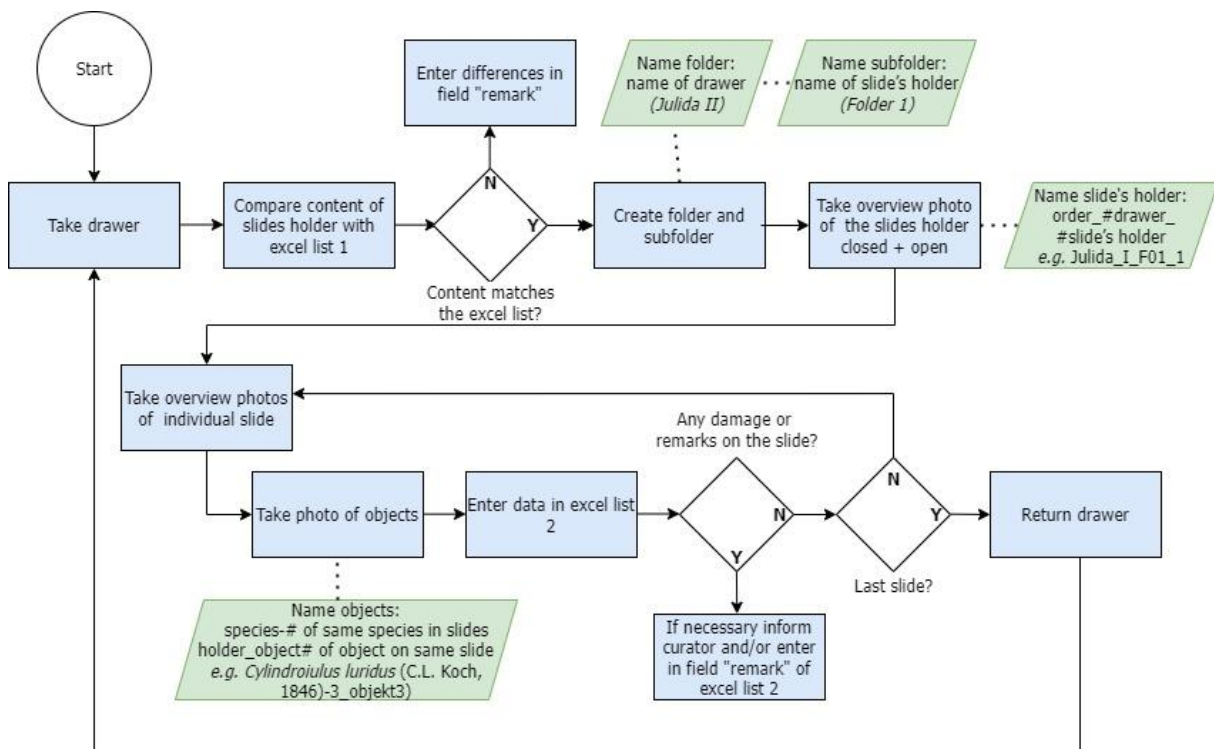 Start
Enter differences in
field "remark"
Name folder:
name of drawer
(Julida II)
Name subfolder:
name of slide's holder
(Folder 1)
Take drawer
Compare content of
slides holder with
excel list 1
N
Y
Content matches
the excel list?
Create folder and
subfolder
Take overview photo
of the slides holder
closed + open
Name slide's holder:
order_#drawer_
#slide's holder
e.g. Julida_I_F01_1
Take overview photos
of individual slide
Take photo of objects
Enter data in excel list
2
Any damage or
remarks on the slide?
N
Y
N
Y
Last slide?
Return drawer
Name objects:
species-# of same species in slides
holder_object# of object on same slide
e.g. Cylindroiulus luridus (C.L. Koch,
1846)-3_objekt3)
If necessary inform
curator and/or enter
in field "remark" of
excel list 2